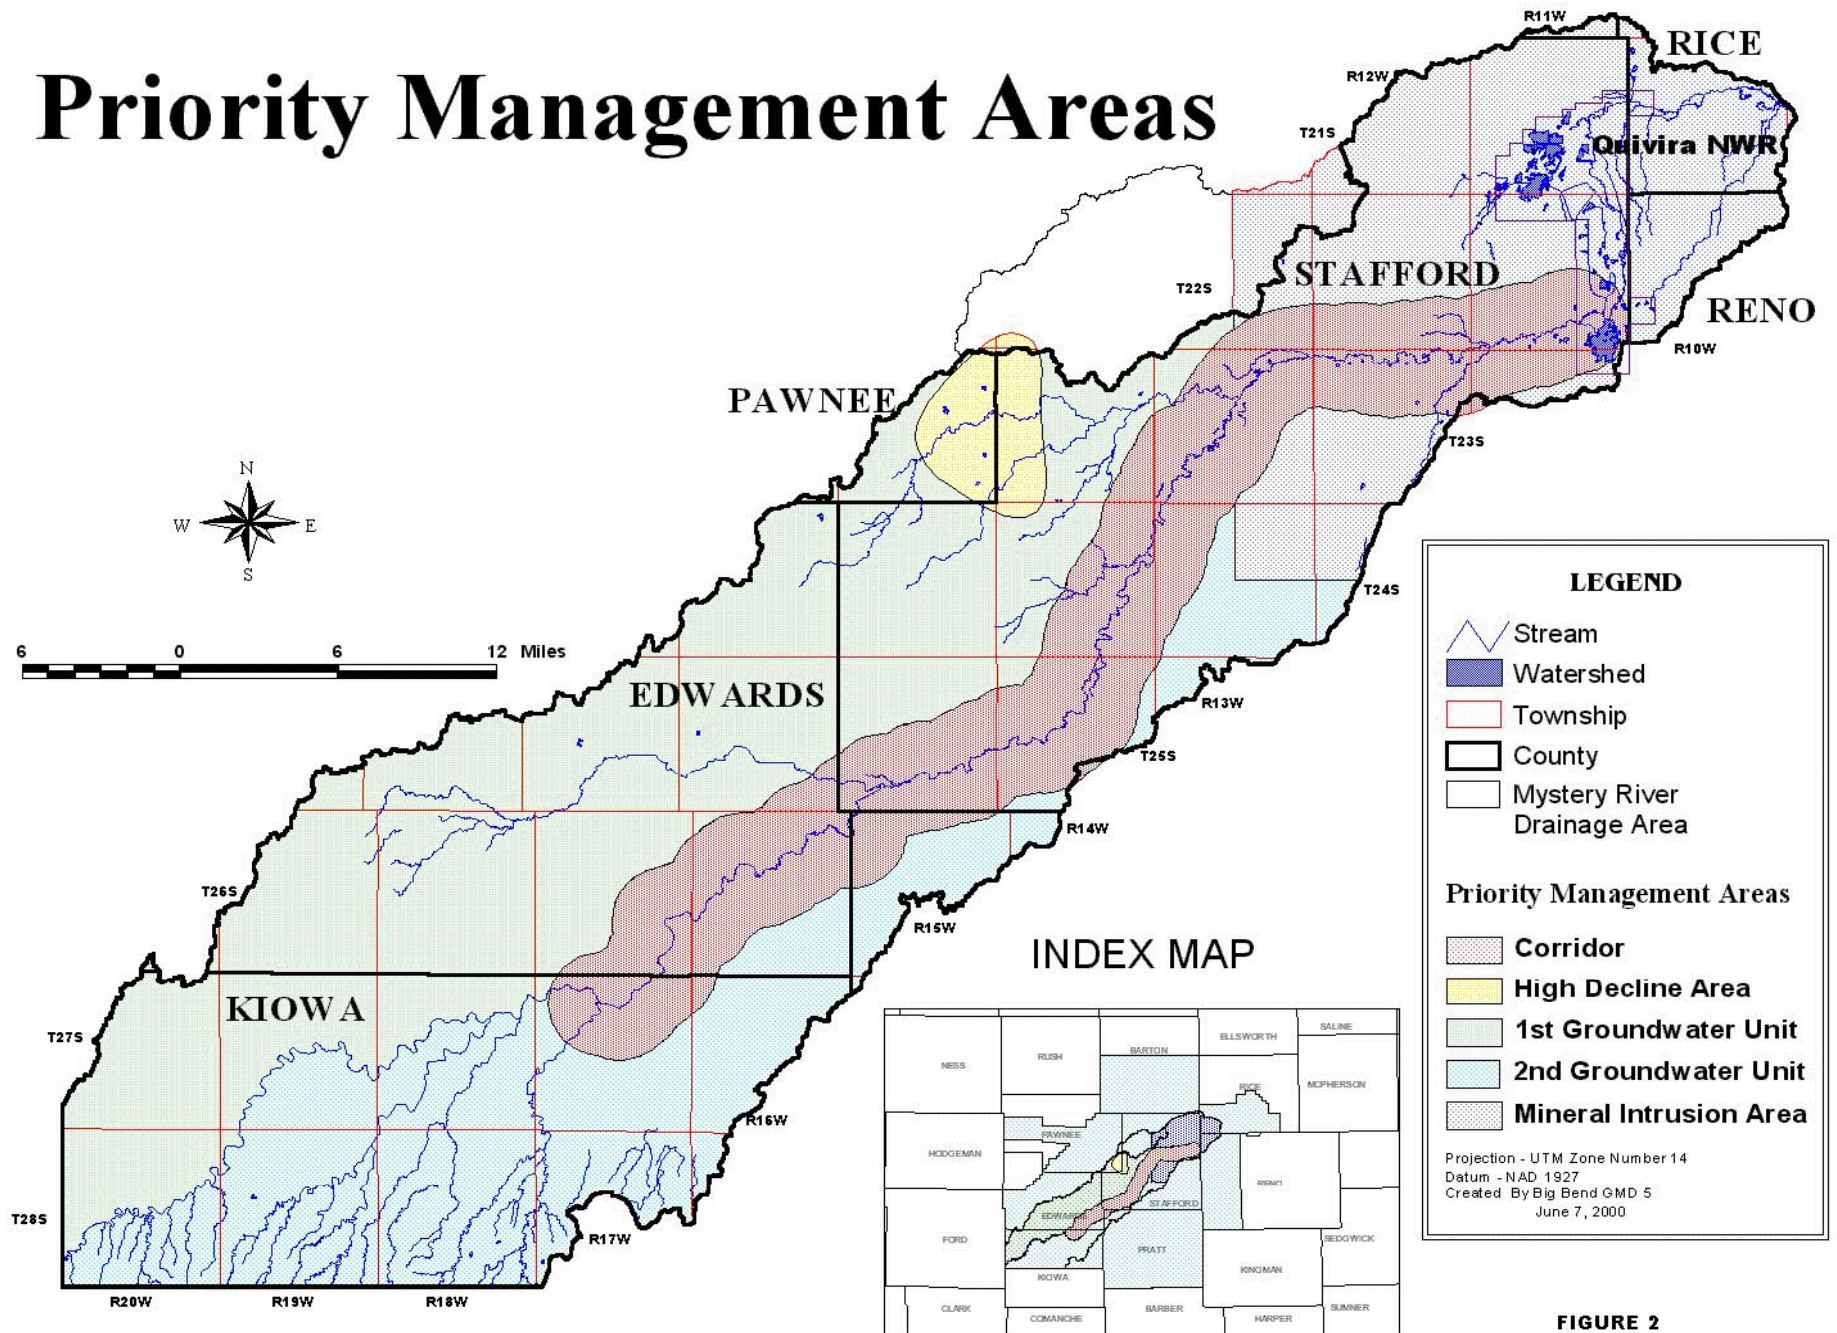 Priority Management Areas
R11W
RICE
R12W
T21S
Quivira NWR
STAFFORD
T22S
RENO
R10W
PAWNEE
T23S
N
W E
S
T24S
6 0 6 12 Miles
EDWARDS
R13W
T25S
R14W
T26S
R15W
KIOWA
T27S
R16W
T28S
R17W
R20W R19W R18W
LEGEND
Stream
Watershed
Township
County
Mystery River
Drainage Area
Priority Management Areas
Corridor
High Decline Area
1st Groundwater Unit
2nd Groundwater Unit
Mineral Intrusion Area
Projection - UTM Zone Number 14
Datum - NAD 1927
Created By Big Bend GMD 5
June 7, 2000
INDEX MAP
NESS RUSH BARTON ELLSWORTH SALINE
RICE MCPHERSON
HODGEMAN PAWNEE
STAFFORD RENO
EDWARDS
FORD PRATT KINGMAN SEDGWICK
KIOWA
CLARK COMANCHE BARBER HARPER SUMNER
FIGURE 2